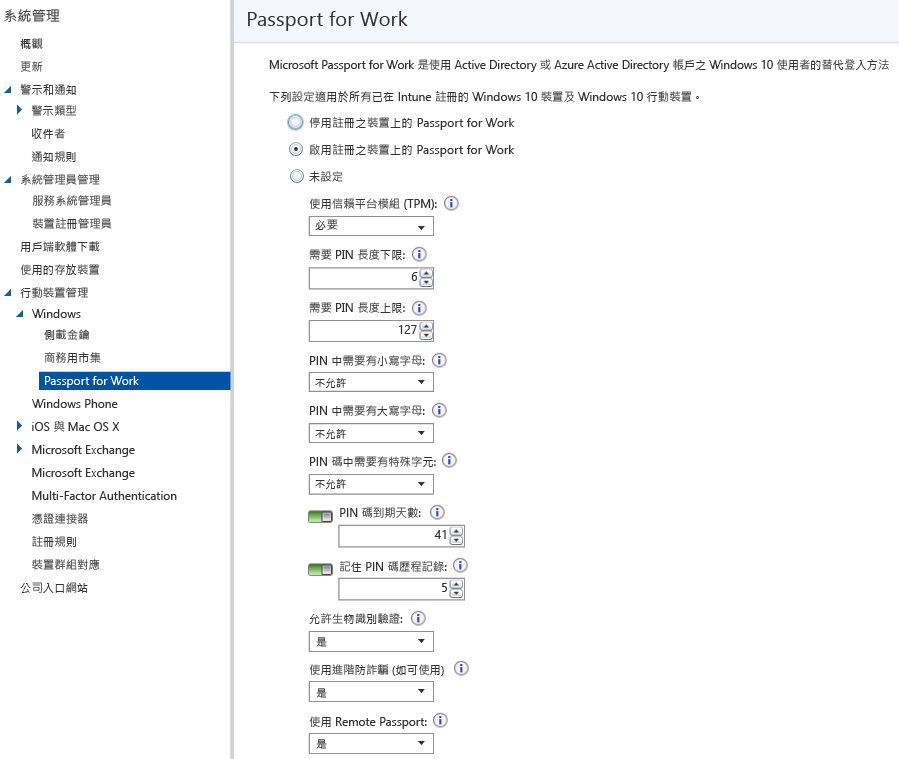 系統管理
概觀
更新
警示和通知
警示類型
收件者
通知規則
系統管理員管理
服務系統管理員
裝置註冊管理員
用戶端軟體下載
使用的存放裝置
行動裝置管理
Windows
側載金鑰
商務用市集
Passport for Work
Windows Phone
iOS 與 Mac OS X
Microsoft Exchange
Microsoft Exchange
Multi-Factor Authentication
憑證連接器
註冊規則
裝置群組對應
公司入口網站
Passport for Work
Microsoft Passport for Work 是使用 Active Directory 或 Azure Active Directory 帳戶之 Windows 10 使用者的替代登入方法
下列設定適用於所有已在 Intune 註冊的 Windows 10 裝置及 Windows 10 行動裝置。
停用註冊之裝置上的 Passport for Work
啟用註冊之裝置上的 Passport for Work
未設定
使用信賴平台模組 (TPM):
必要
需要 PIN 長度下限:
6
需要 PIN 長度上限:
127
PIN 中需要有小寫字母:
不允許
PIN 中需要有大寫字母:
不允許
PIN 碼中需要有特殊字元:
不允許
PIN 碼到期天數:
41
記住 PIN 碼歷程記錄:
5
允許生物識別驗證:
是
使用進階防詐騙 (如可使用)
是
使用 Remote Passport:
是